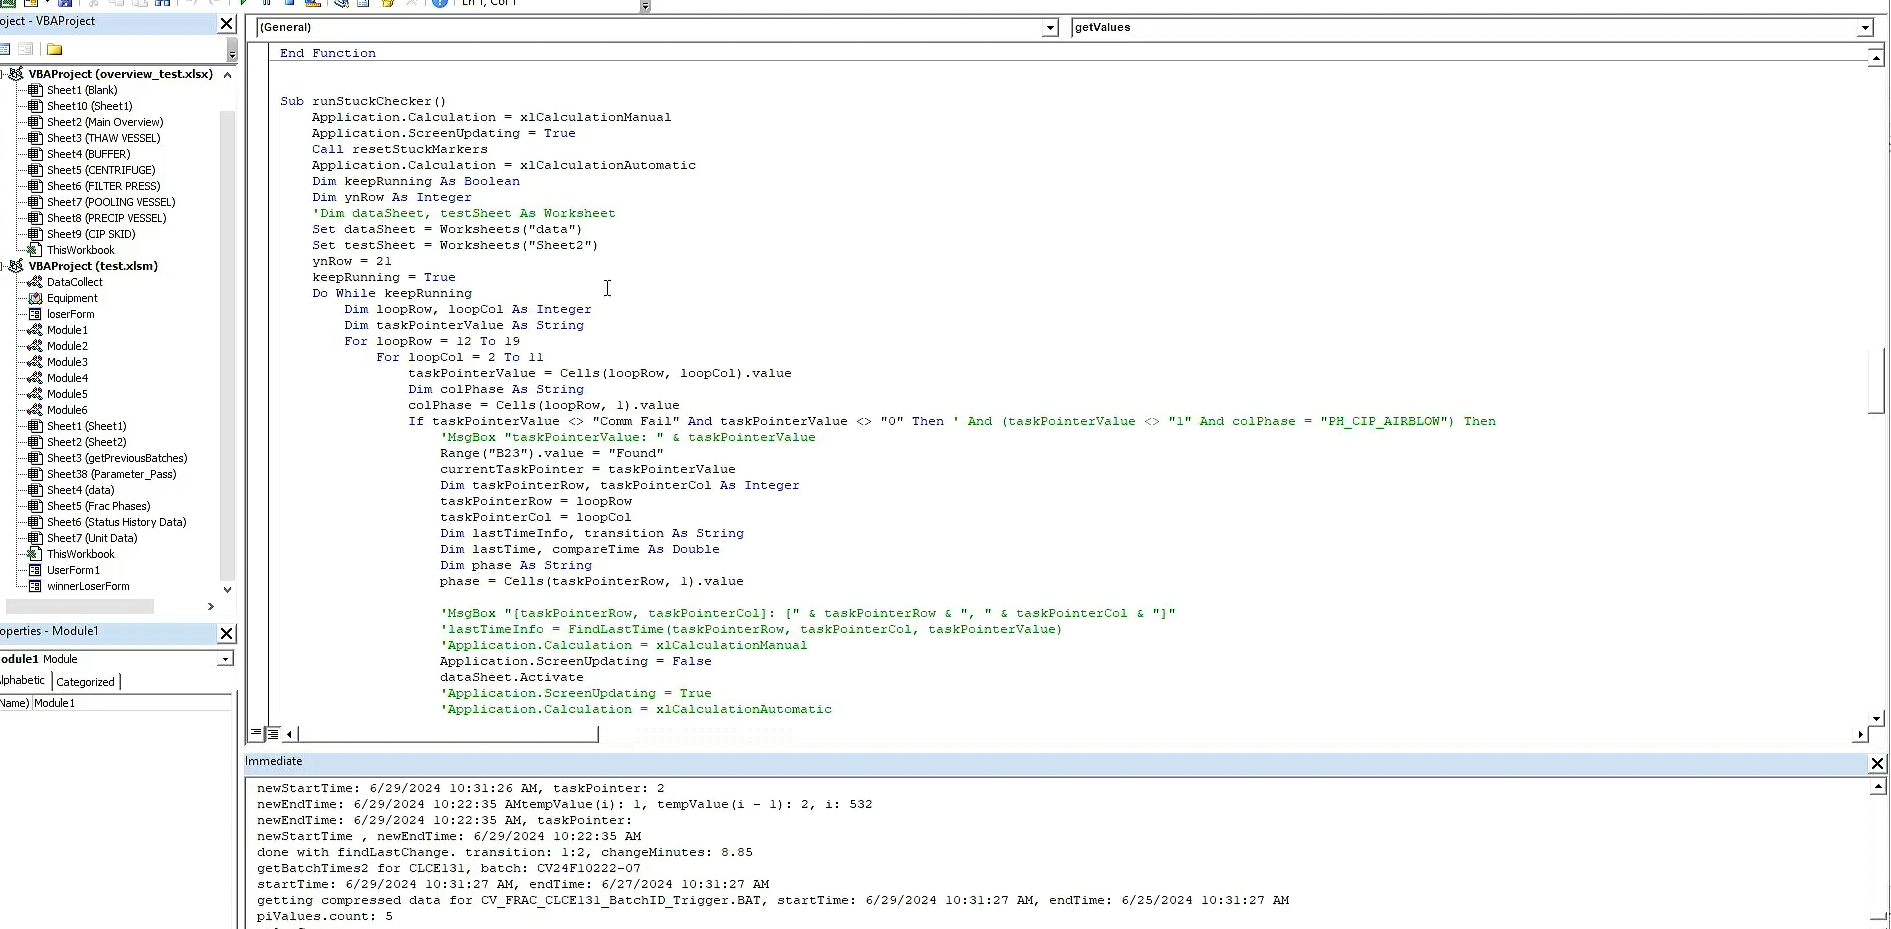 Ln 1, Col 1
oject - VBAProject
VBAProject (overview_test.xlsx)
Sheet1 (Blank)
Sheet10 (Sheet1)
Sheet2 (Main Overview)
Sheet3 (THAW VESSEL)
Sheet4 (BUFFER)
Sheet5 (CENTRIFUGE)
Sheet6 (FILTER PRESS)
Sheet7 (POOLING VESSEL)
Sheet8 (PRECIP VESSEL)
Sheet9 (CIP SKID)
ThisWorkbook
VBAProject (test.xlsm)
DataCollect
Equipment
loserForm
Module1
Module2
Module3
Module4
Module5
Module6
Sheet1 (Sheet1)
Sheet2 (Sheet2)
Sheet3 (getPreviousBatches)
Sheet38 (Parameter_Pass)
Sheet4 (data)
Sheet5 (Frac Phases)
Sheet6 (Status History Data)
Sheet7 (Unit Data)
ThisWorkbook
UserForm1
winnerLoserForm
operties - Module1
odule1 Module
lphabetic Categorized
Name) Module1
(General)
getValues
End Function
Sub runStuckChecker()
Application.Calculation = xlCalculationManual
Application.ScreenUpdating = True
Call resetStuckMarkers
Application.Calculation = xlCalculationAutomatic
Dim keepRunning As Boolean
Dim ynRow As Integer
'Dim dataSheet, testSheet As Worksheet
Set dataSheet = Worksheets("data")
Set testSheet = Worksheets("Sheet2")
ynRow = 21
keepRunning = True
Do While keepRunning
Dim loopRow, loopCol As Integer
Dim taskPointerValue As String
For loopRow = 12 To 19
For loopCol = 2 To 11
taskPointerValue = Cells(loopRow, loopCol).value
Dim colPhase As String
colPhase = Cells(loopRow, 1).value
If taskPointerValue <> "Comm Fail" And taskPointerValue <> "0" Then ' And (taskPointerValue <> "1" And colPhase = "PH_CIP_AIRBLOW") Then
'MsgBox "taskPointerValue: " & taskPointerValue
Range("B23").value = "Found"
currentTaskPointer = taskPointerValue
Dim taskPointerRow, taskPointerCol As Integer
taskPointerRow = loopRow
taskPointerCol = loopCol
Dim lastTimeInfo, transition As String
Dim lastTime, compareTime As Double
Dim phase As String
phase = Cells(taskPointerRow, 1).value
'MsgBox "[taskPointerRow, taskPointerCol]: [" & taskPointerRow & ", " & taskPointerCol & "]"
'lastTimeInfo = FindLastTime(taskPointerRow, taskPointerCol, taskPointerValue)
'Application.Calculation = xlCalculationManual
Application.ScreenUpdating = False
dataSheet.Activate
'Application.ScreenUpdating = True
'Application.Calculation = xlCalculationAutomatic
Immediate
newStartTime: 6/29/2024 10:31:26 AM, taskPointer: 2
newEndTime: 6/29/2024 10:22:35 AMtempValue(i): 1, tempValue(i - 1): 2, i: 532
newEndTime: 6/29/2024 10:22:35 AM, taskPointer:
newStartTime , newEndTime: 6/29/2024 10:22:35 AM
done with findLastChange. transition: 1:2, changeMinutes: 8.85
getBatchTimes2 for CLCE131, batch: CV24F10222-07
startTime: 6/29/2024 10:31:27 AM, endTime: 6/27/2024 10:31:27 AM
getting compressed data for CV_FRAC_CLCE131_BatchID_Trigger.BAT, startTime: 6/29/2024 10:31:27 AM, endTime: 6/25/2024 10:31:27 AM
piValues.count: 5